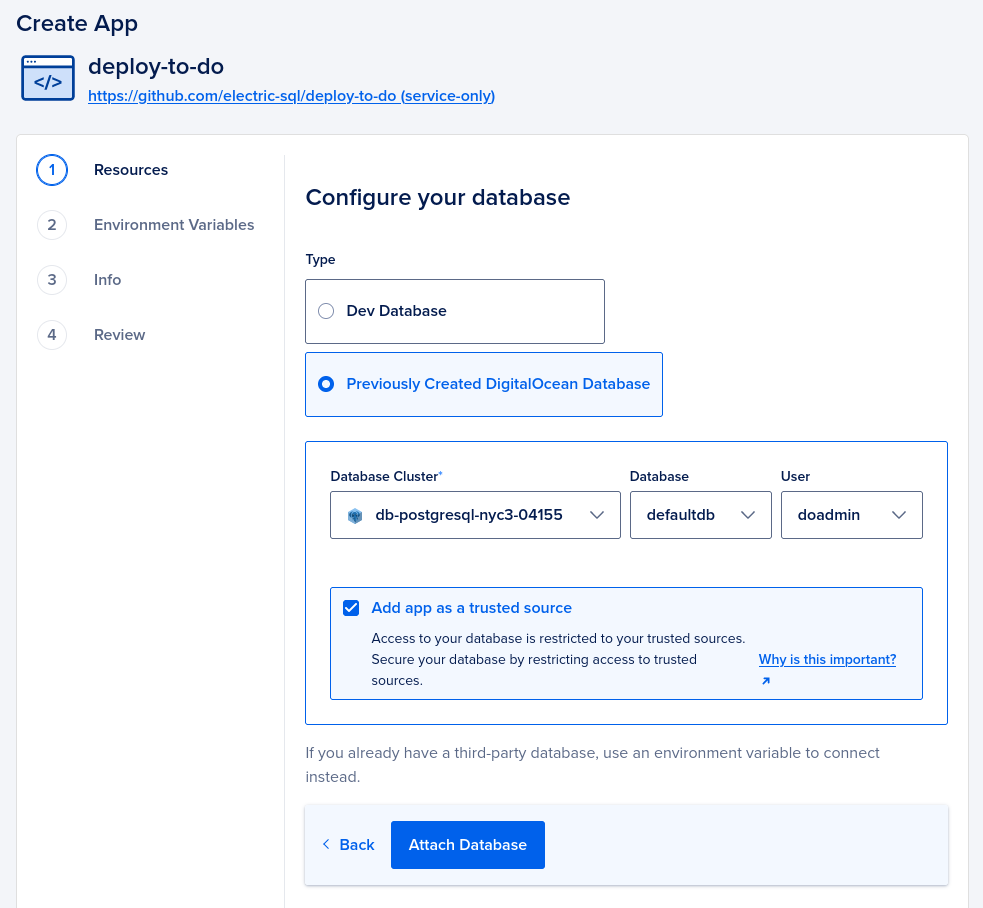 Create App
</>
deploy-to-do
https://github.com/electric-sql/deploy-to-do (service-only)
1 Resources
2 Environment Variables
3 Info
4 Review
Configure your database
Type
Dev Database
Previously Created DigitalOcean Database
Database Cluster* Database User
db-postgresql-nyc3-04155 defaultdb doadmin
Add app as a trusted source
Access to your database is restricted to your trusted sources.
Secure your database by restricting access to trusted
sources.
Why is this important?
If you already have a third-party database, use an environment variable to connect
instead.
Back Attach Database